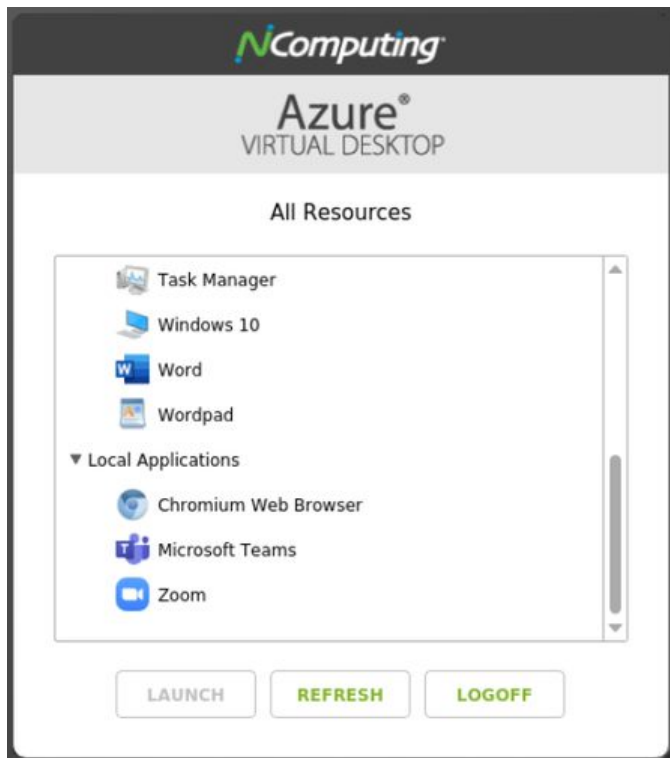 NComputing
Azure®
VIRTUAL DESKTOP
All Resources
Task Manager
Windows 10
Word
Wordpad
Local Applications
Chromium Web Browser
Microsoft Teams
Zoom
LAUNCH REFRESH LOGOFF